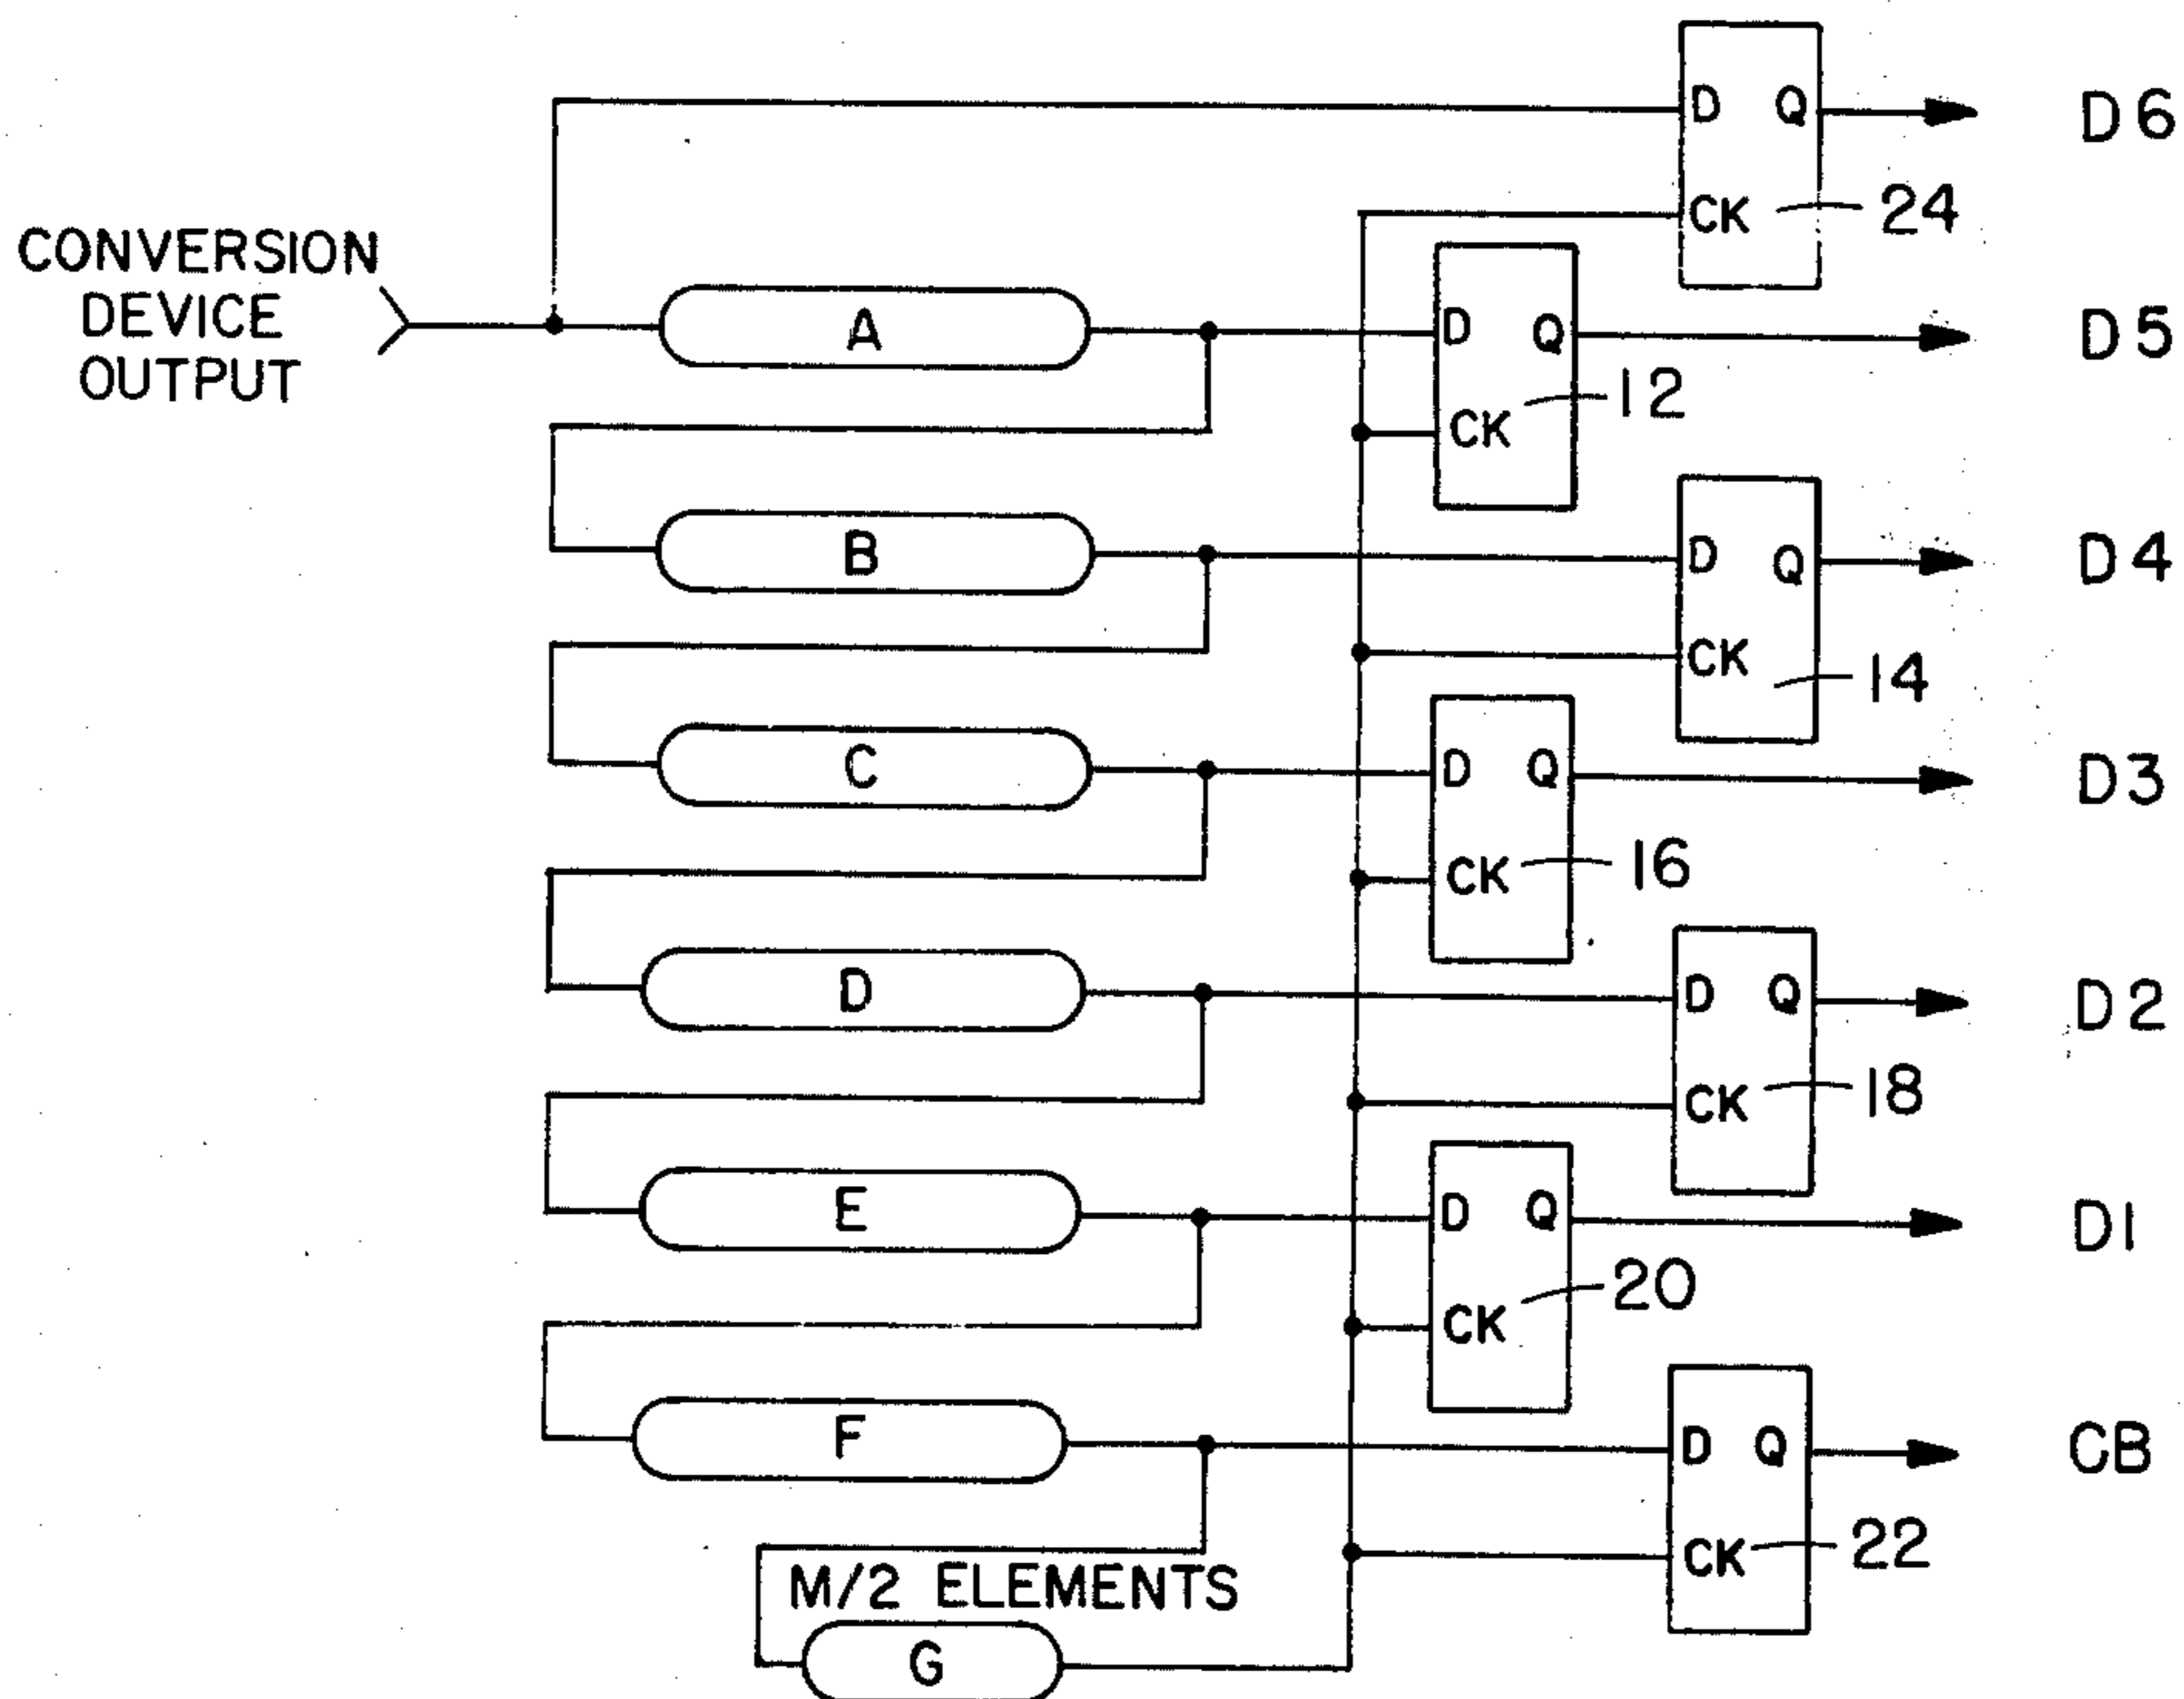 D Q
D6
CK
24
CONVERSION
DEVICE
OUTPUT
A
D Q
D5
CK
12
B
D Q
D4
CK
14
C
D Q
D3
CK
16
D
D Q
D2
CK
18
E
D Q
D1
CK
20
F
D Q
CB
CK
22
M/2 ELEMENTS
G